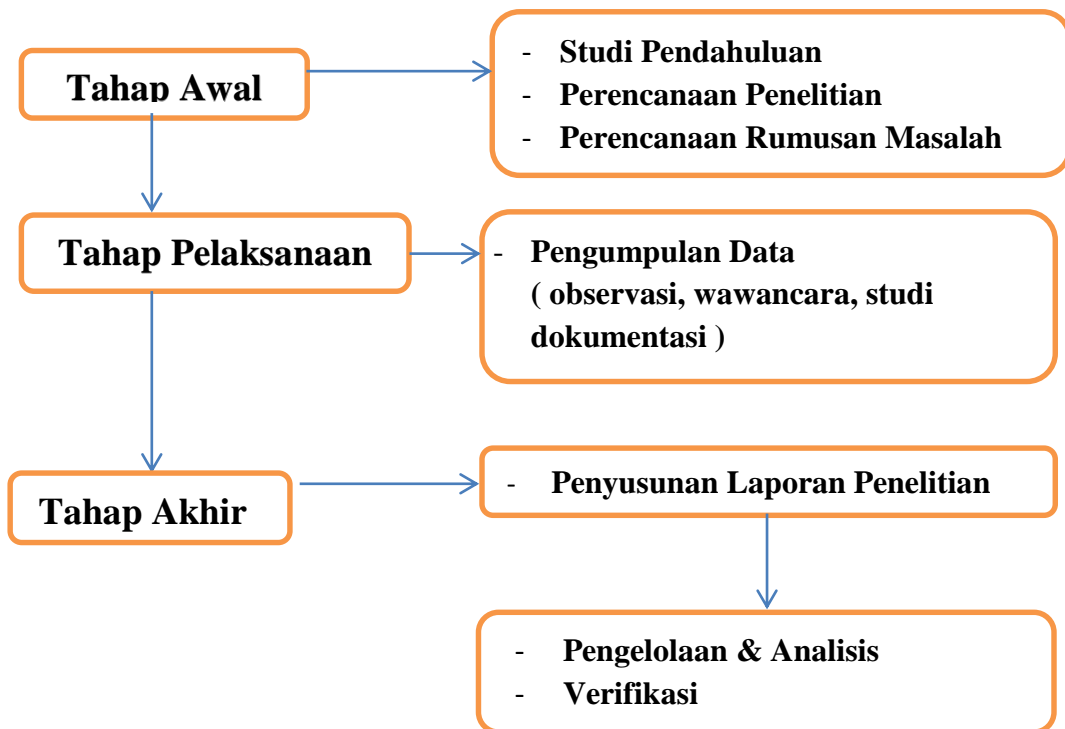 Tahap Awal
- Studi Pendahuluan
- Perencanaan Penelitian
- Perencanaan Rumusan Masalah
Tahap Pelaksanaan
- Pengumpulan Data
( observasi, wawancara, studi
dokumentasi )
Tahap Akhir
- Penyusunan Laporan Penelitian
- Pengelolaan & Analisis
- Verifikasi